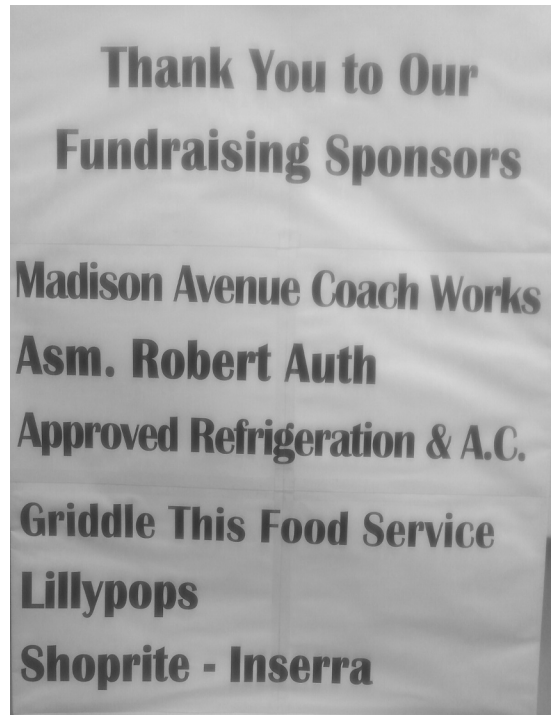 Thank You to Our
Fundraising Sponsors
Madison Avenue Coach Works
Asm. Robert Auth
Approved Refrigeration & A.C.
Griddle This Food Service
Lillypops
Shoprite - Inserra